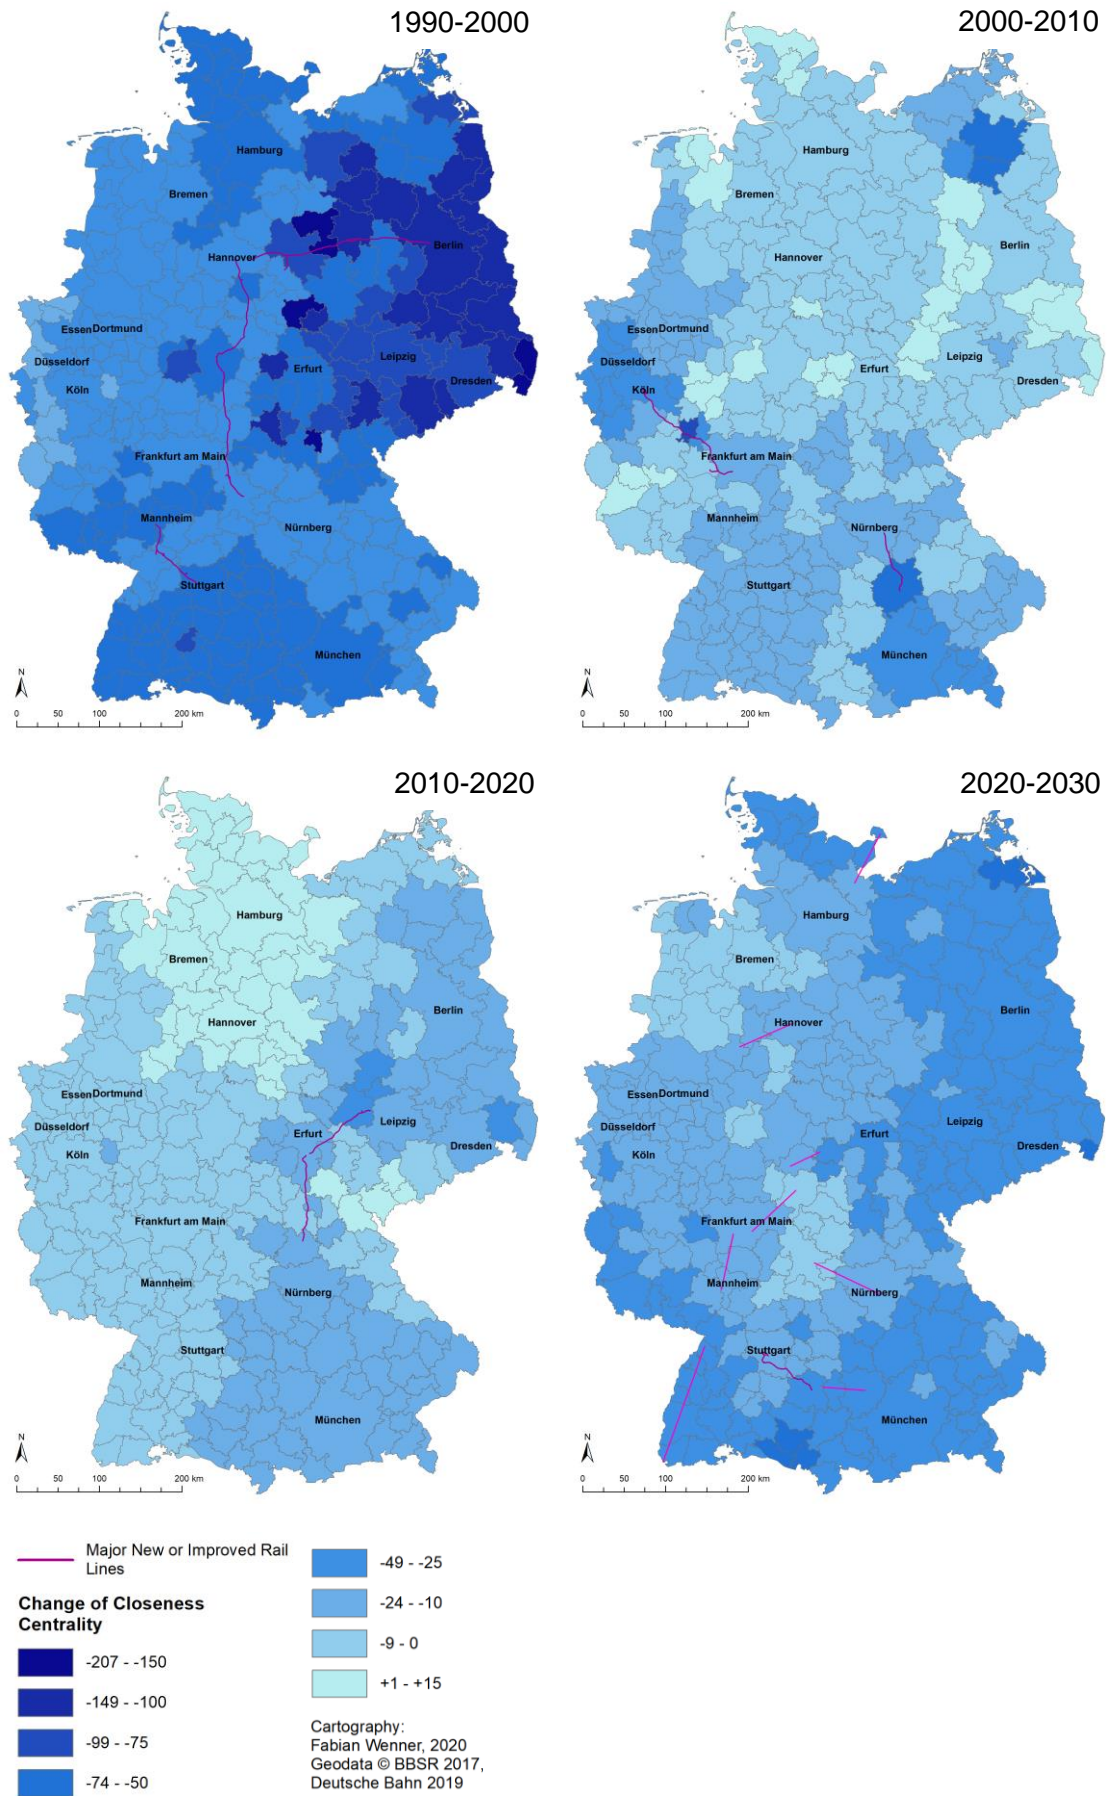 1990-2000
Hamburg
Bremen
Hannover
Berlin
Essen Dortmund
Düsseldorf
Köln
Erfurt
Leipzig
Dresden
Frankfurt am Main
Mannheim
Nürnberg
Stuttgart
München
N
0 50 100 200 km
2000-2010
Hamburg
Bremen
Berlin
Hannover
Essen Dortmund
Düsseldorf
Köln
Erfurt
Leipzig
Dresden
Frankfurt am Main
Mannheim
Nürnberg
Stuttgart
München
N
0 50 100 200 km
2010-2020
Hamburg
Bremen
Berlin
Hannover
Essen Dortmund
Düsseldorf
Köln
Erfurt
Leipzig
Dresden
Frankfurt am Main
Mannheim
Nürnberg
Stuttgart
München
N
0 50 100 200 km
2020-2030
Hamburg
Bremen
Berlin
Hannover
Essen Dortmund
Düsseldorf
Köln
Erfurt
Leipzig
Dresden
Frankfurt am Main
Mannheim
Nürnberg
Stuttgart
München
N
0 50 100 200 km
Major New or Improved Rail
Lines
Change of Closeness
Centrality
-207 - -150
-149 - -100
-99 - -75
-74 - -50
-49 - -25
-24 - -10
-9 - 0
+1 - +15
Cartography:
Fabian Wenner, 2020
Geodata © BBSR 2017,
Deutsche Bahn 2019